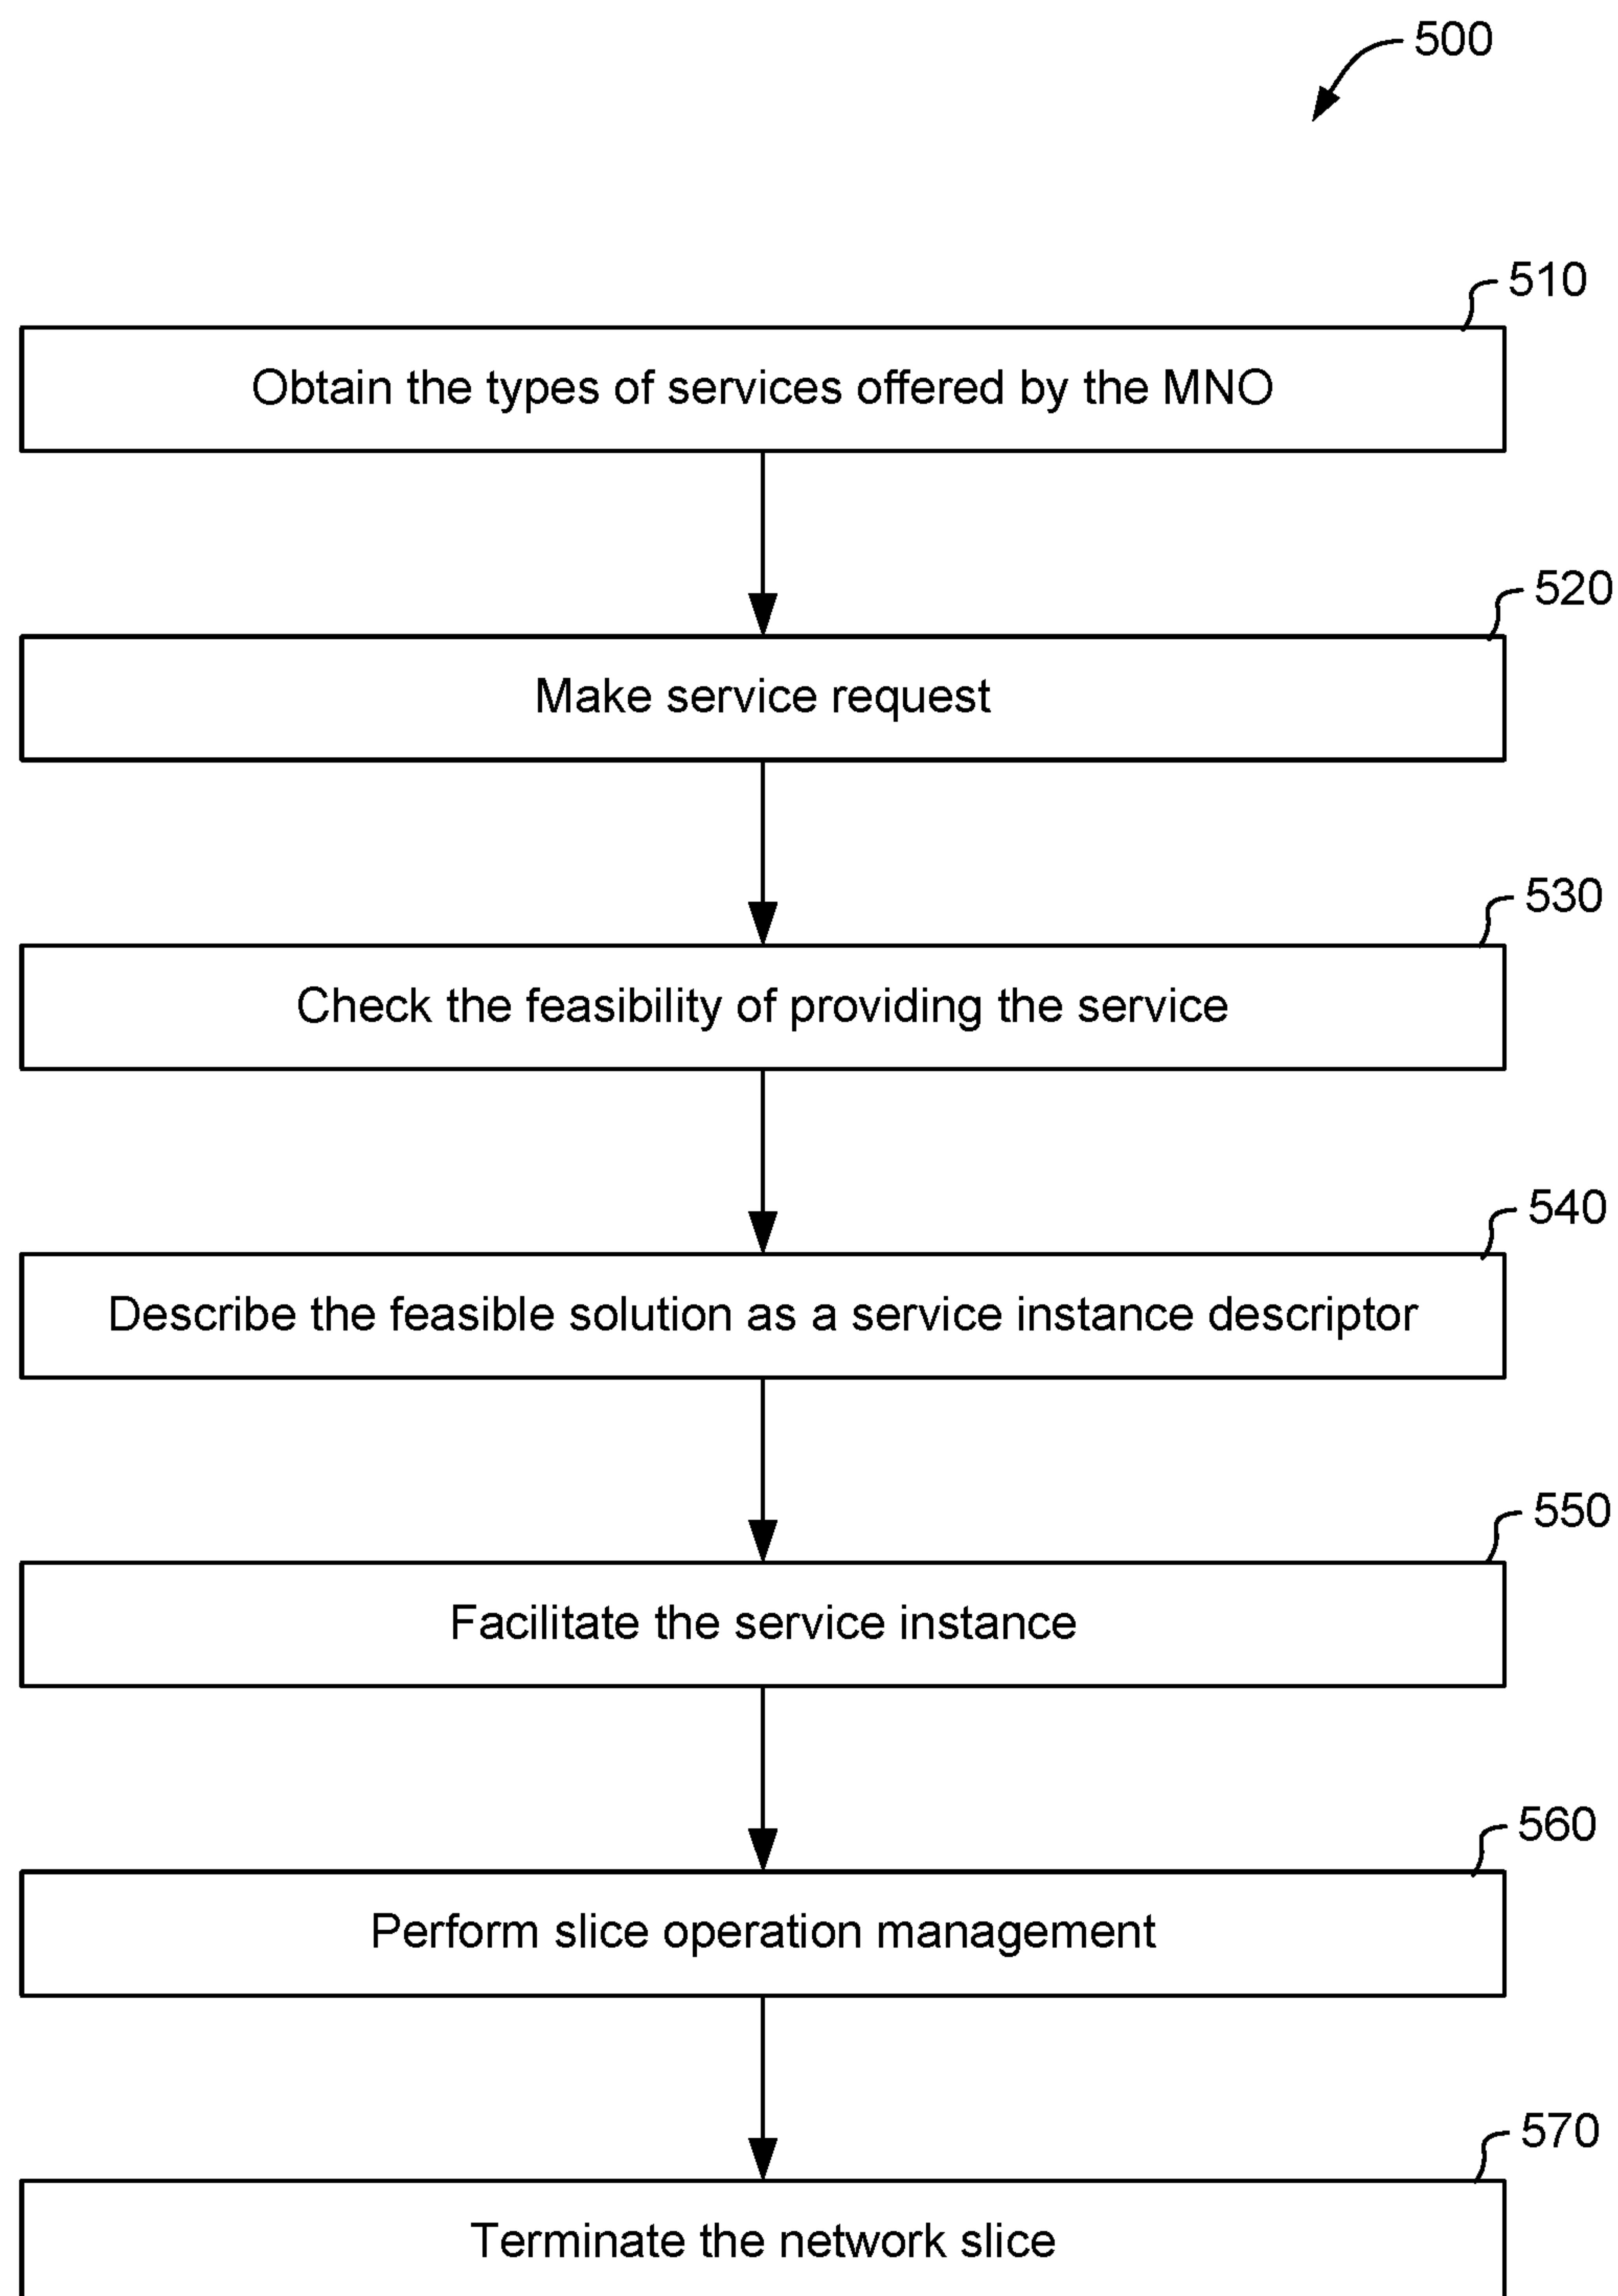 500
510
Obtain the types of services offered by the MNO
520
Make service request
530
Check the feasibility of providing the service
540
Describe the feasible solution as a service instance descriptor
550
Facilitate the service instance
560
Perform slice operation management
570
Terminate the network slice